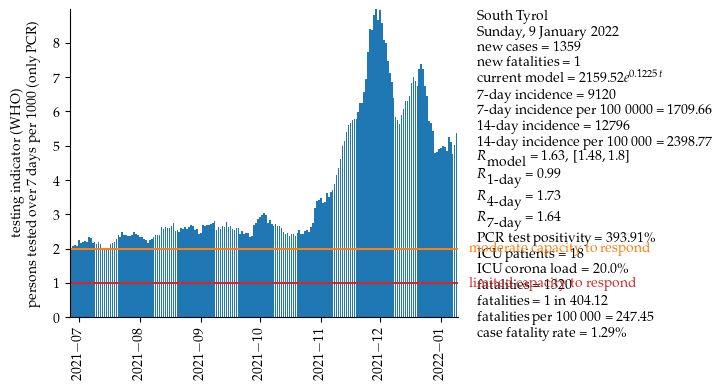 testing indicator (WHO)
persons tested over 7 days per 1000 (only PCR)
8
7
6
5
4
3
2
1
0
2021−07
2021−08
2021−09
2021−10
2021−11
2021−12
2022−01
South Tyrol
Sunday, 9 January 2022
new cases = 1359
new fatalities = 1
current model = 2159.52e^0.1225 t
7-day incidence = 9120
7-day incidence per 100 0000 = 1709.66
14-day incidence = 12796
14-day incidence per 100 000 = 2398.77
R_model = 1.63, [1.48, 1.8]
R_1-day = 0.99
R_4-day = 1.73
R_7-day = 1.64
PCR test positivity = 393.91%
moderate capacity to respond
ICU patients = 18
ICU corona load = 20.0%
limited capacity to respond
fatalities = 1320
fatalities = 1 in 404.12
fatalities per 100 000 = 247.45
case fatality rate = 1.29%